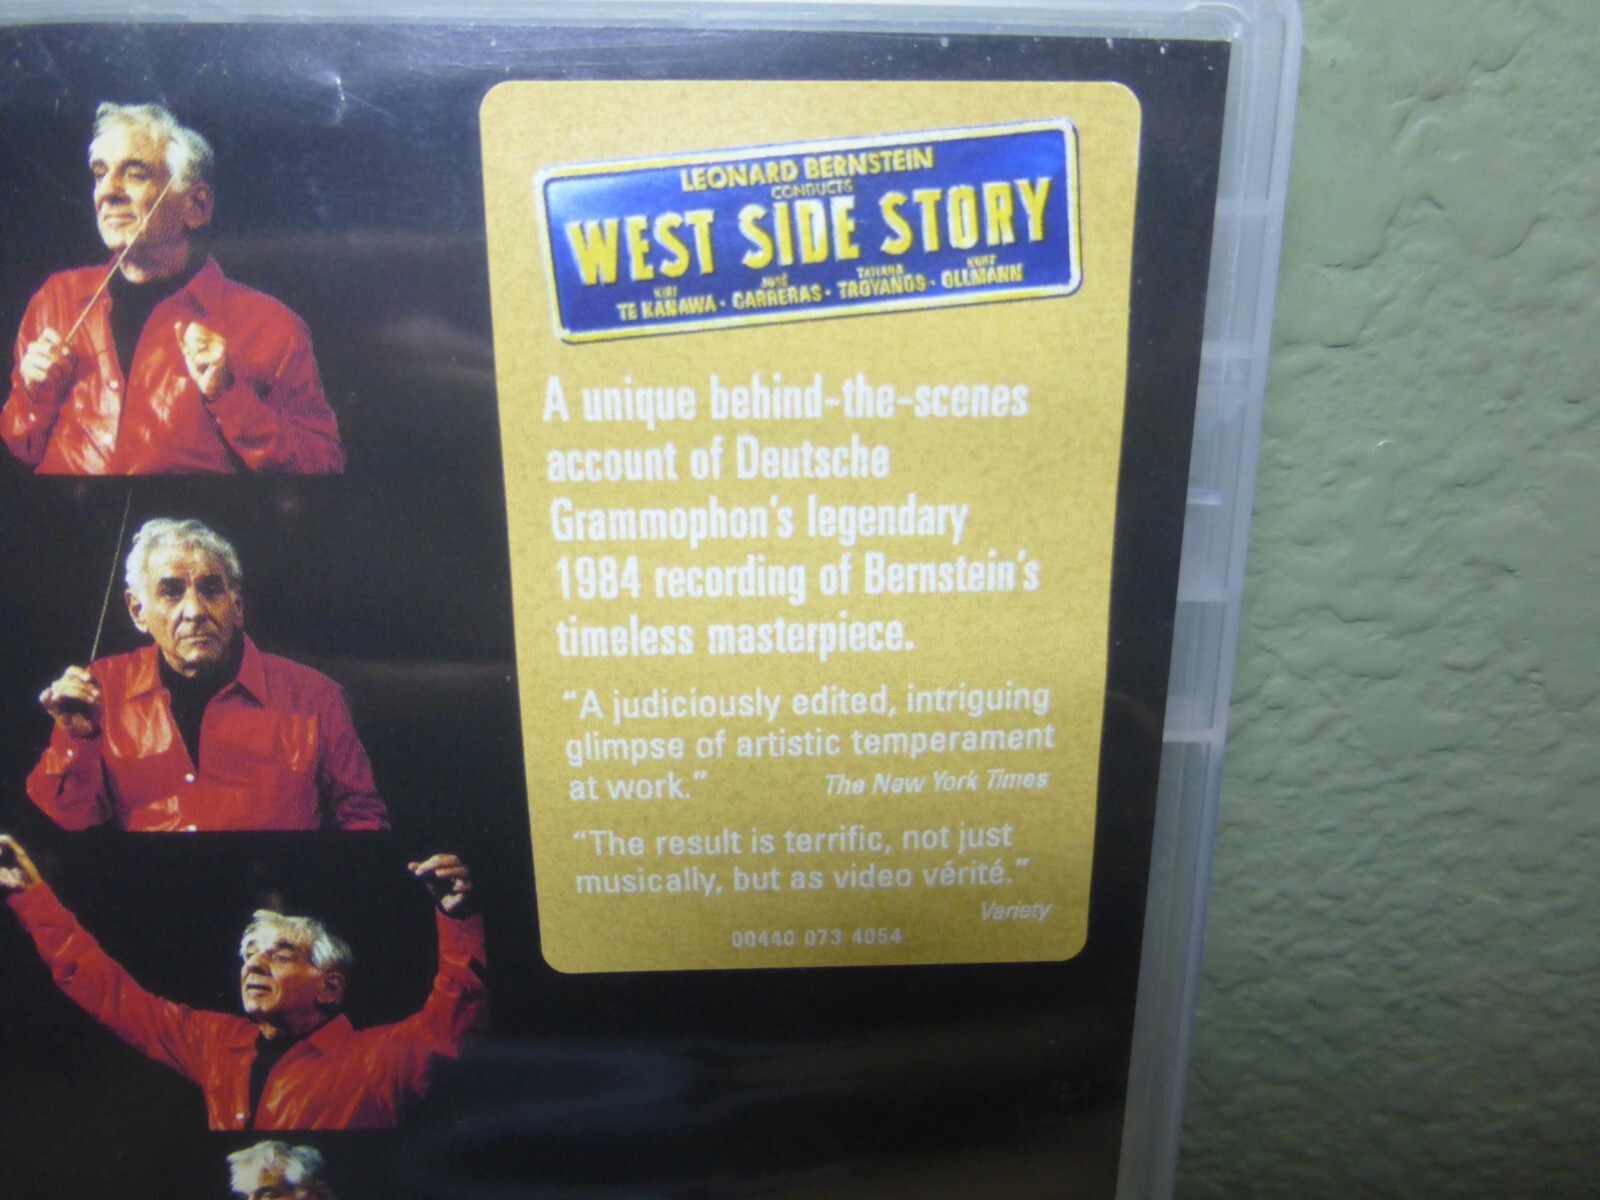 LEONARD BERNSTEIN
CONDUCTS
WEST SIDE STORY
KIRI TE KANAWA · JOSÉ CARRERAS · TATIANA TROYANOS · KURT OLLMANN
A unique behind-the-scenes
account of Deutsche
Grammophon's legendary
1984 recording of Bernstein's
timeless masterpiece.
“A judiciously edited, intriguing
glimpse of artistic temperament
at work.” The New York Times
“The result is terrific, not just
musically, but as video vérité.”
Variety
00440 073 4054